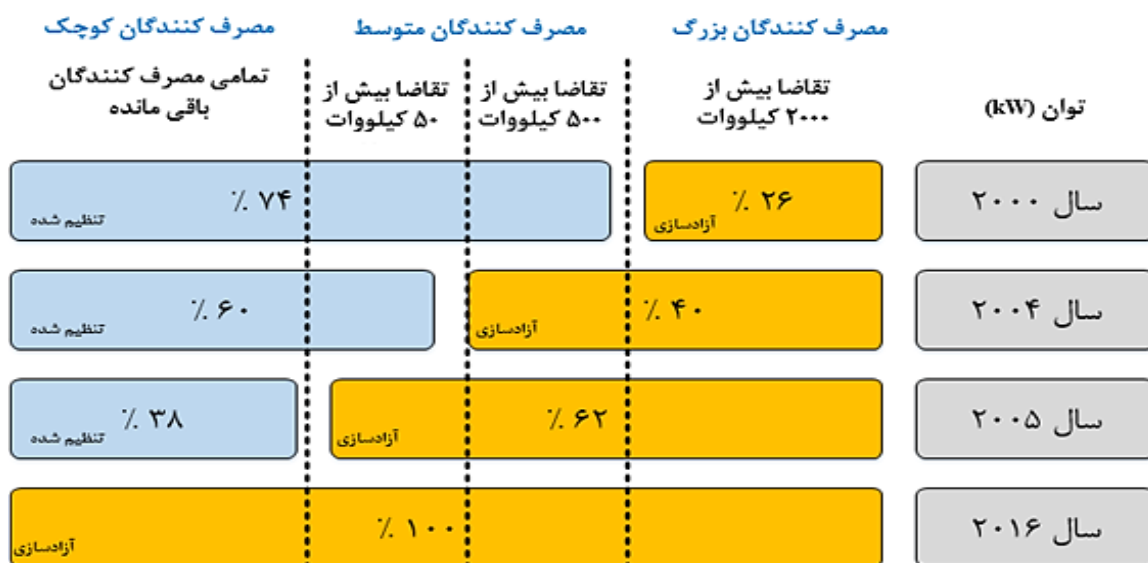 مصرف کنندگان بزرگ
مصرف کنندگان متوسط
مصرف کنندگان کوچک
توان (kW)
تقاضا بیش از
۲۰۰۰ کیلووات
تقاضا بیش از
۵۰۰ کیلووات
تقاضا بیش از
۵۰ کیلووات
تمامی مصرف کنندگان
باقی مانده
سال ۲۰۰۰
۲۶ ٪
آزادسازی
۷۴ ٪
تنظیم شده
سال ۲۰۰۴
۴۰ ٪
آزادسازی
۶۰ ٪
تنظیم شده
سال ۲۰۰۵
۶۲ ٪
آزادسازی
۳۸ ٪
تنظیم شده
سال ۲۰۱۶
۱۰۰ ٪
آزادسازی